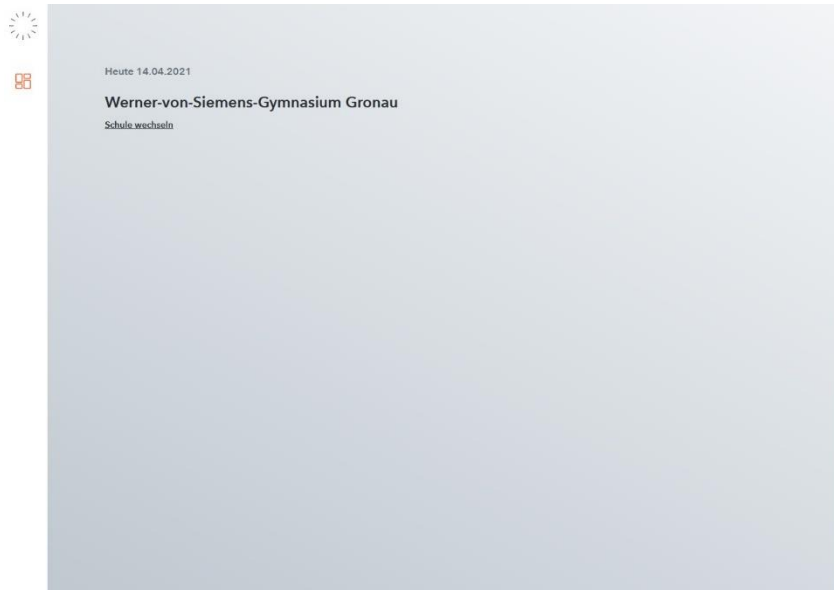 Heute 14.04.2021
Werner-von-Siemens-Gymnasium Gronau
Schule wechseln